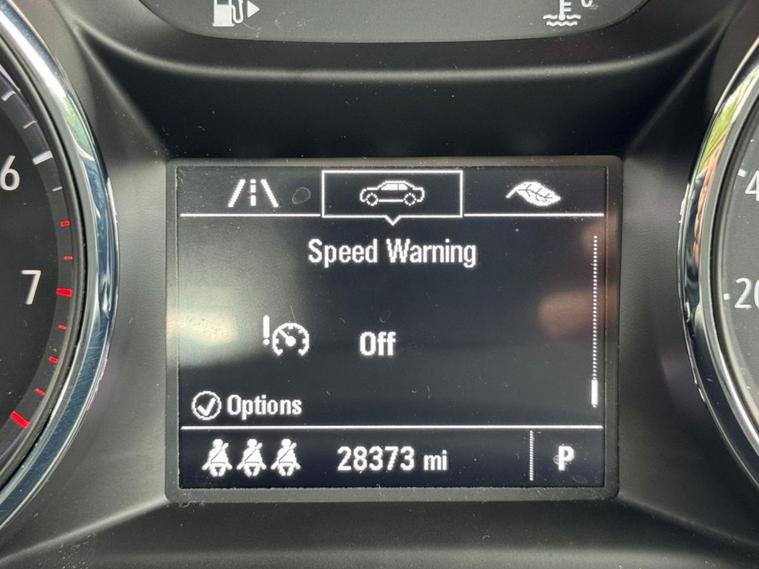 6
7
Speed Warning
Off
Options
28373 mi
P